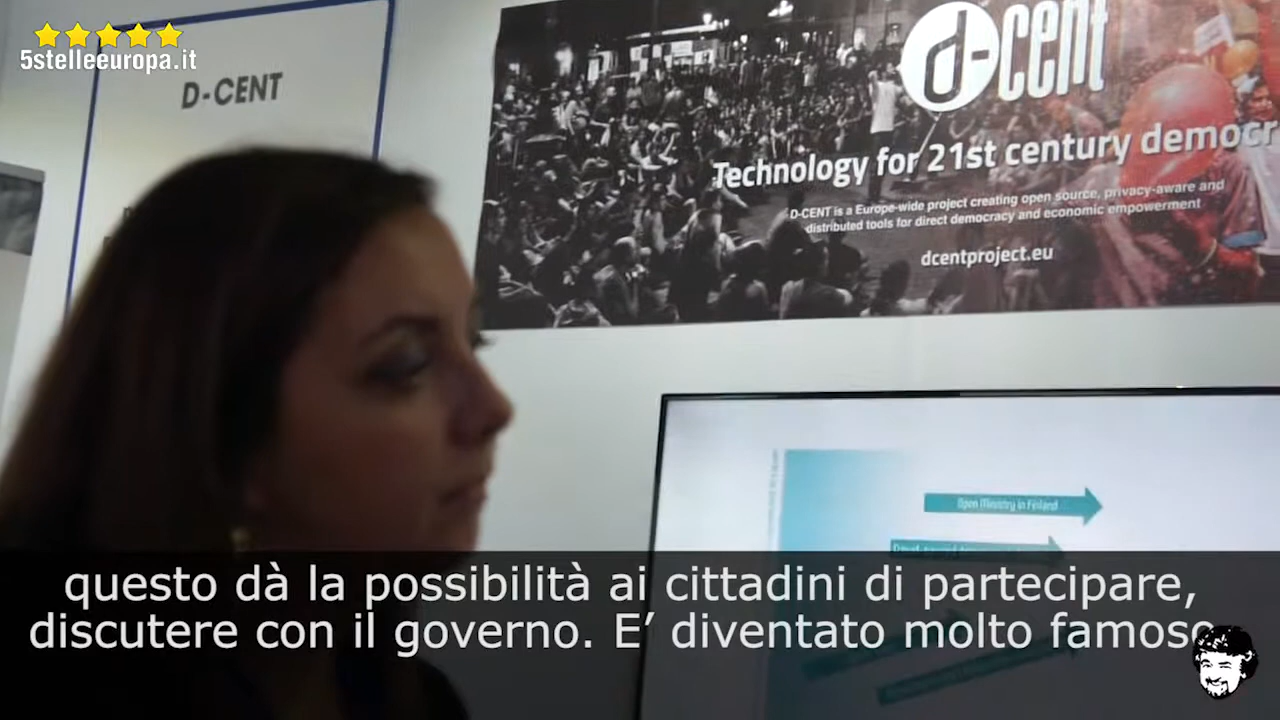 5stelleeuropa.it
D-CENT
d-cent
Technology for 21st century democr
D-CENT is a Europe-wide project creating open source, privacy-aware and
distributed tools for direct democracy and economic empowerment
dcentproject.eu
Open Ministry in Finland
questo dà la possibilità ai cittadini di partecipare,
discutere con il governo. E’ diventato molto famoso